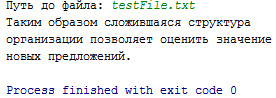 Путь до файла: testFile.txt
Таким образом сложившаяся структура
организации позволяет оценить значение
новых предложений.
Process finished with exit code 0